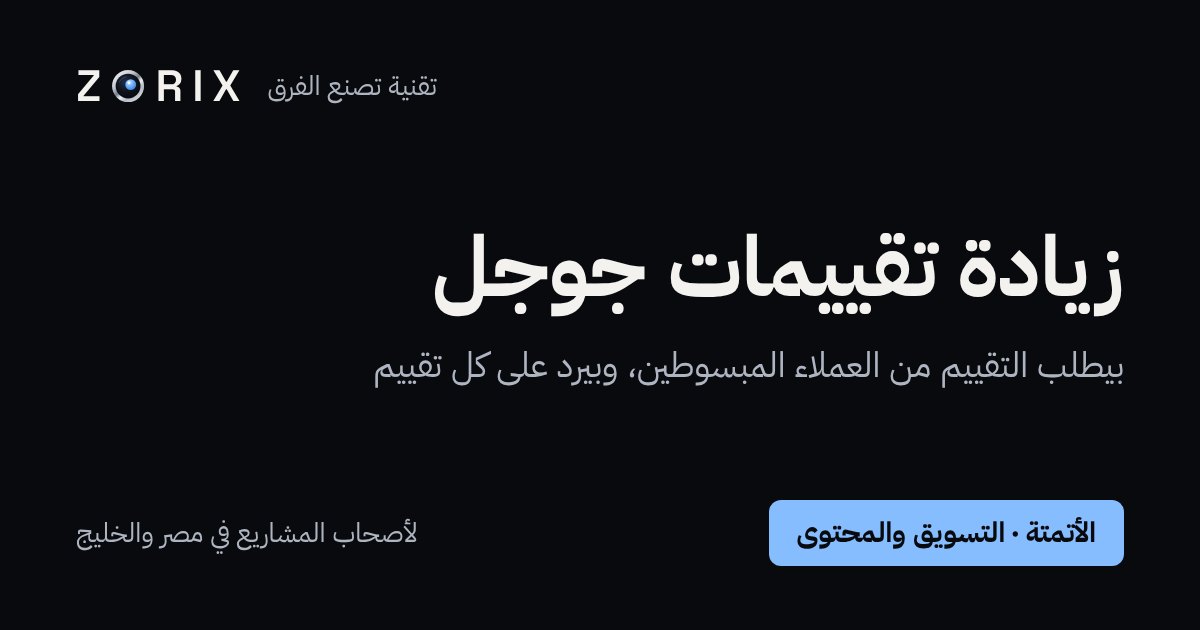 ZORIX تقنية تصنع الفرق
زيادة تقييمات جوجل
بيطلب التقييم من العملاء المبسوطين، وبيرد على كل تقييم
الأتمتة · التسويق والمحتوى
لأصحاب المشاريع في مصر والخليج